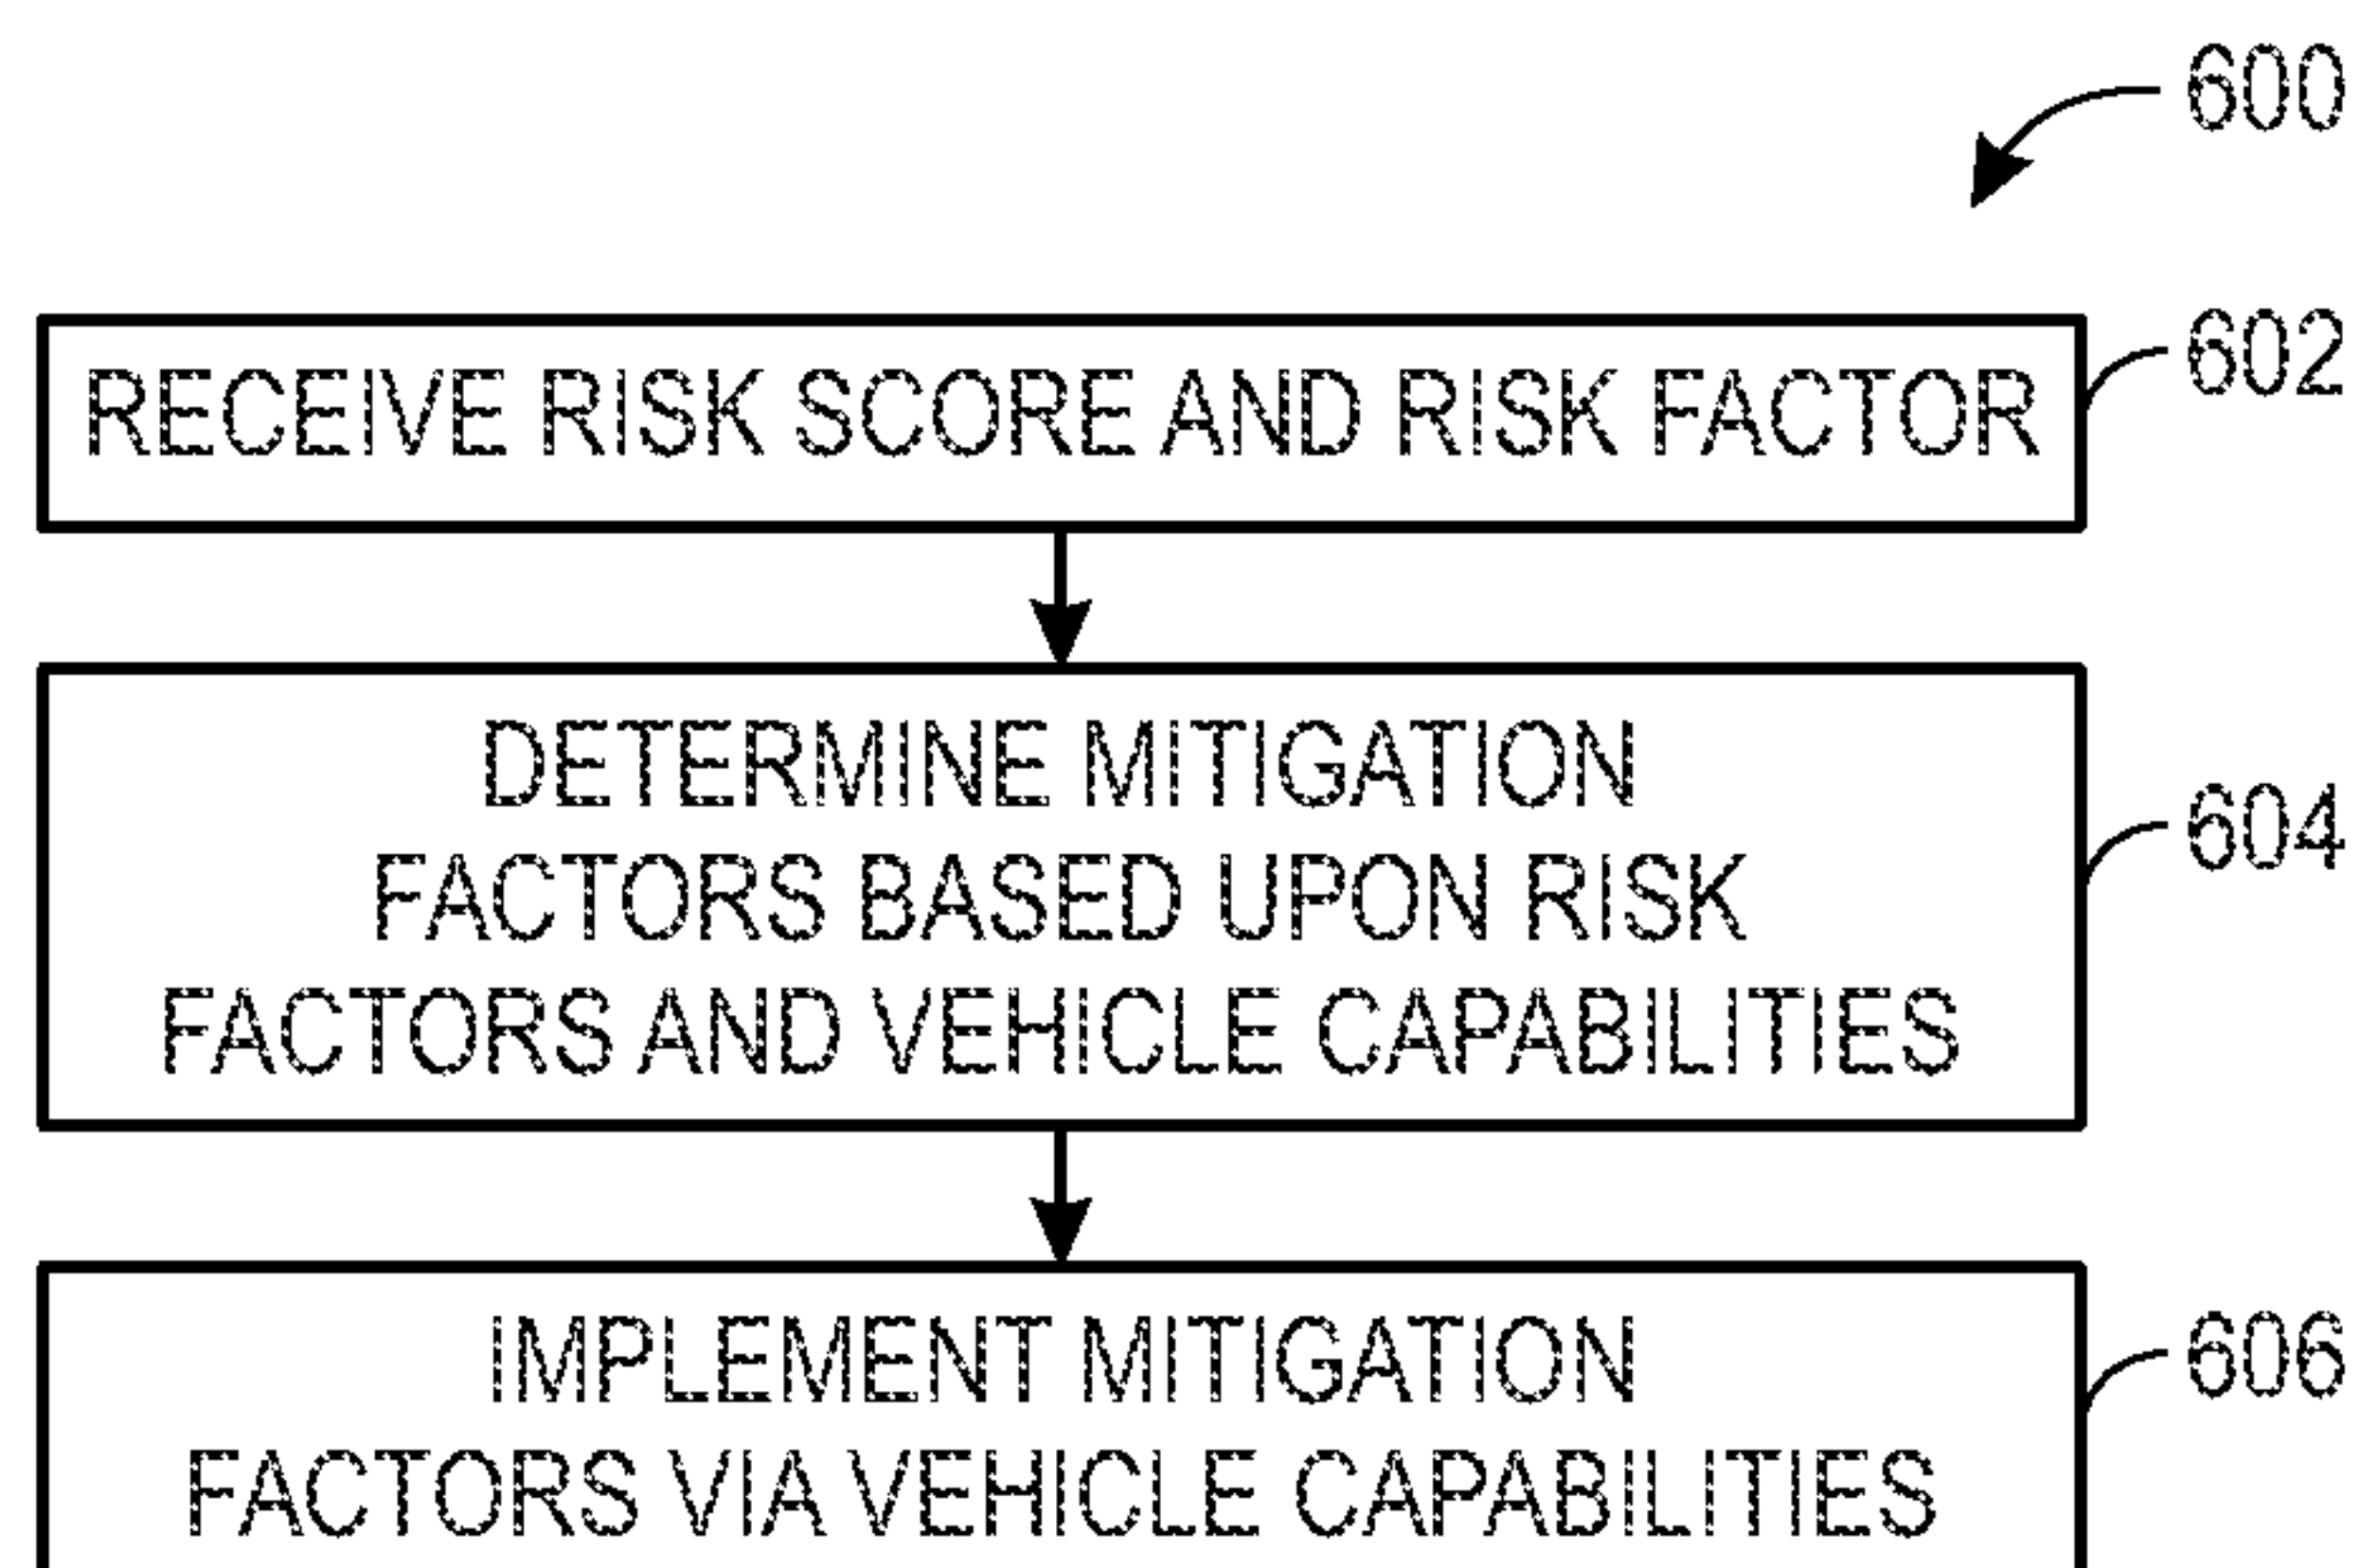 600
RECEIVE RISK SCORE AND RISK FACTOR
602
DETERMINE MITIGATION
FACTORS BASED UPON RISK
FACTORS AND VEHICLE CAPABILITIES
604
IMPLEMENT MITIGATION
FACTORS VIA VEHICLE CAPABILITIES
606